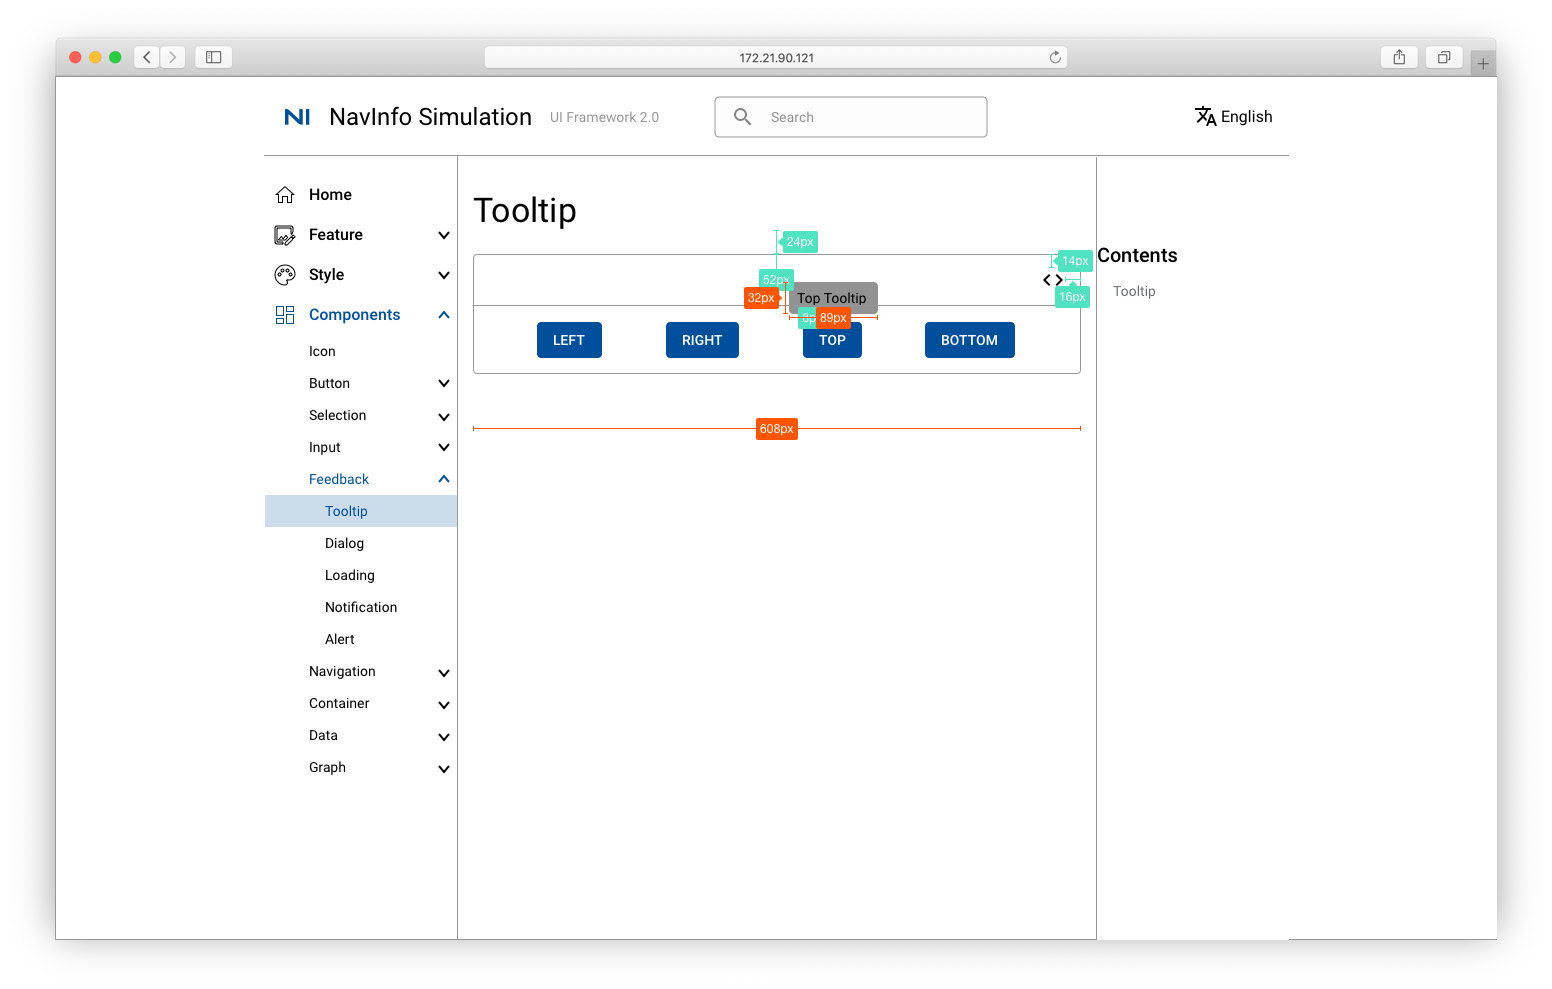 172.21.90.121
NI NavInfo Simulation UI Framework 2.0 Search English
Home
Feature
Style
Components
Icon
Button
Selection
Input
Feedback
Tooltip
Dialog
Loading
Notification
Alert
Navigation
Container
Data
Graph
Tooltip
24px
14px
52px
16px
32px
Top Tooltip
89px
LEFT RIGHT TOP BOTTOM
608px
Contents
Tooltip